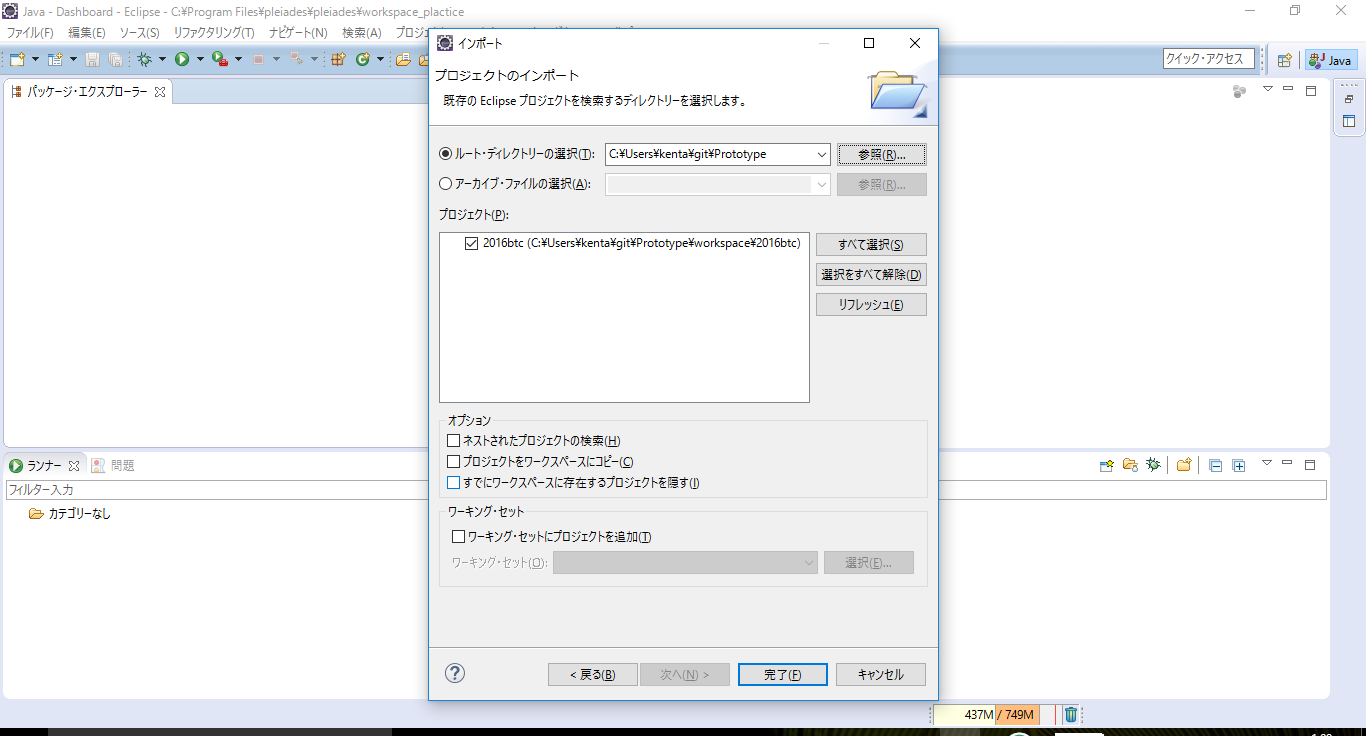 Java - Dashboard - Eclipse - C:¥Program Files¥pleiades¥pleiades¥workspace_plactice
ファイル(F) 編集(E) ソース(S) リファクタリング(T) ナビゲート(N) 検索(A) プロジェ
クイック・アクセス
Java
パッケージ・エクスプローラー
インポート
プロジェクトのインポート
既存の Eclipse プロジェクトを検索するディレクトリーを選択します。
ルート・ディレクトリーの選択(T): C:¥Users¥kenta¥git¥Prototype 参照(R)...
アーカイブ・ファイルの選択(A): 参照(R)...
プロジェクト(P):
2016btc (C:¥Users¥kenta¥git¥Prototype¥workspace¥2016btc)
すべて選択(S)
選択をすべて解除(D)
リフレッシュ(E)
オプション
ネストされたプロジェクトの検索(H)
プロジェクトをワークスペースにコピー(C)
すでにワークスペースに存在するプロジェクトを隠す(I)
ワーキング・セット
ワーキング・セットにプロジェクトを追加(T)
ワーキング・セット(O): 選択(E)...
< 戻る(B) 次へ(N) > 完了(F) キャンセル
ランナー 問題
フィルター入力
カテゴリーなし
437M / 749M